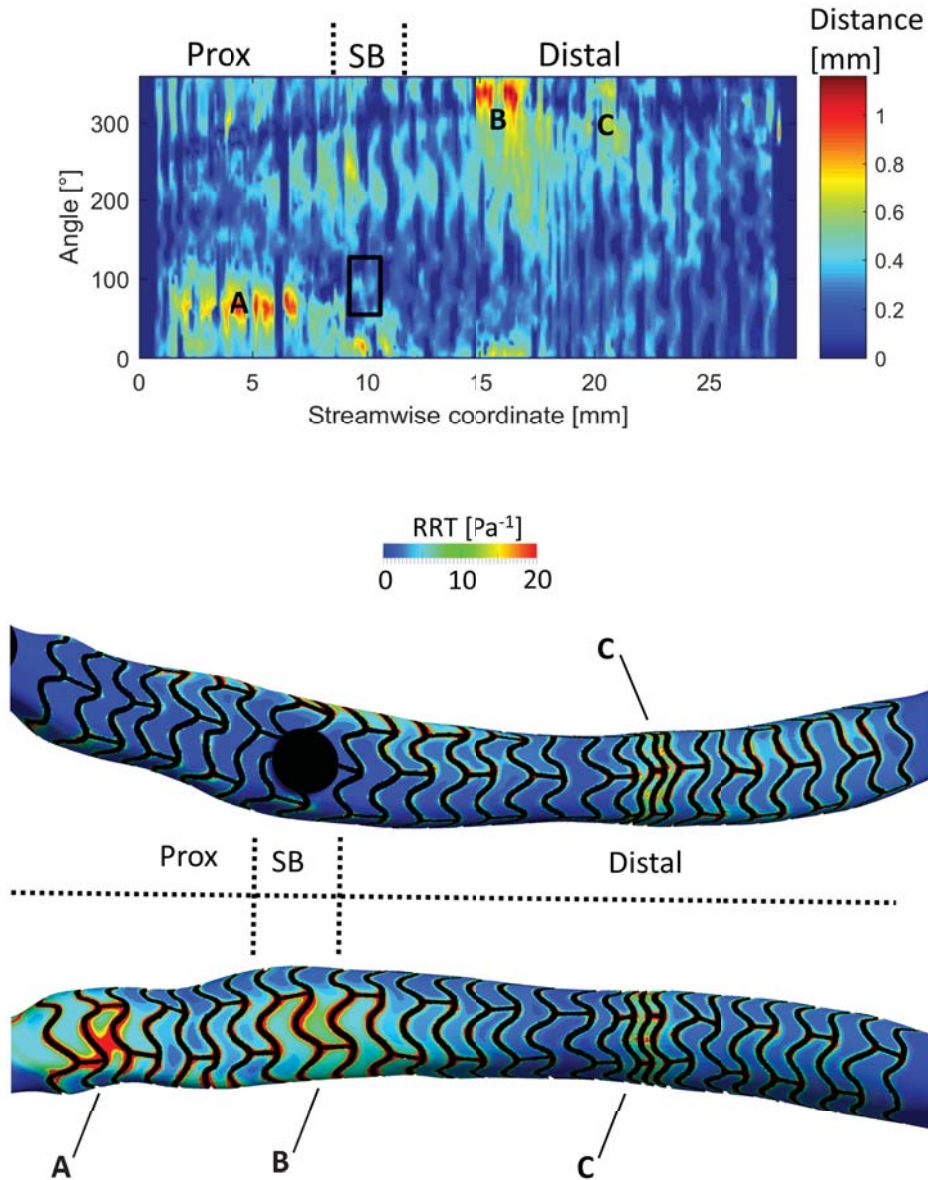 Distance
[mm]
Prox
SB
Distal
Angle [°]
300
200
100
0
A
B
C
1
0.8
0.6
0.4
0.2
0
0
5
10
15
20
25
Streamwise coordinate [mm]
RRT [Pa⁻¹]
0
10
20
C
Prox
SB
Distal
A
B
C